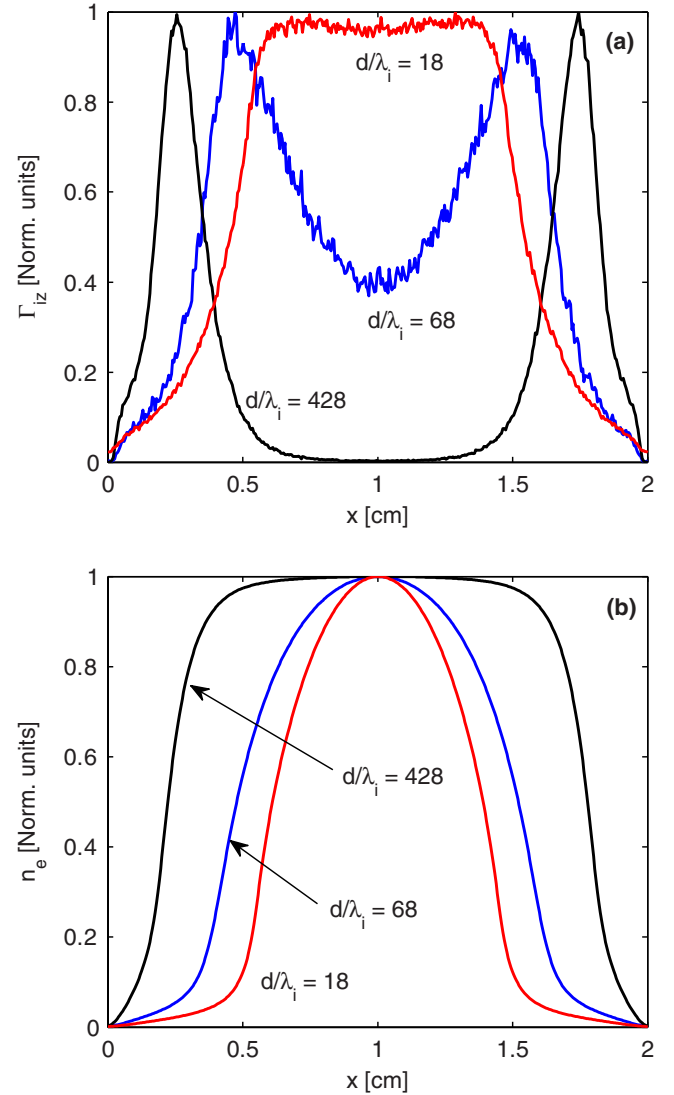 1
(a)
d/λi = 18
0.8
0.6
Γiz [Norm. units]
0.4
d/λi = 68
0.2
d/λi = 428
0
0 0.5 1 1.5 2
x [cm]
1
(b)
0.8
0.6
d/λi = 428
ne [Norm. units]
0.4
d/λi = 68
0.2
d/λi = 18
0
0 0.5 1 1.5 2
x [cm]